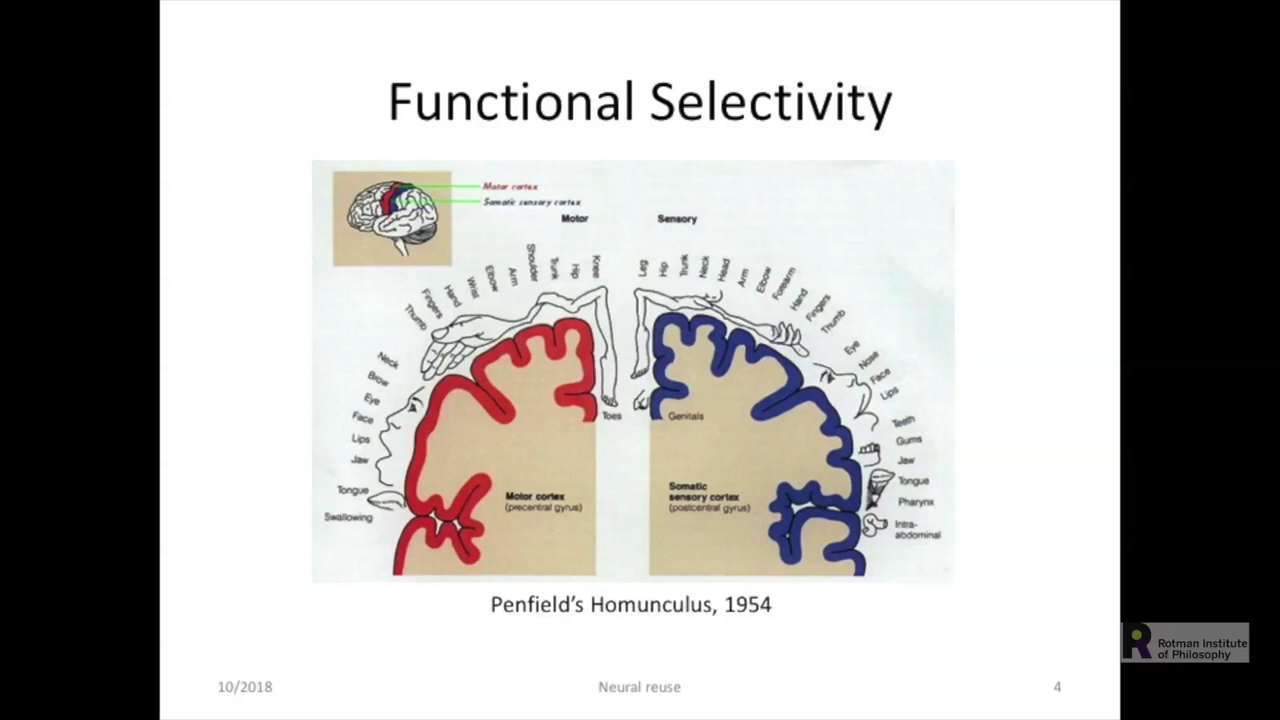 Functional Selectivity
Motor cortex
Somatic sensory cortex
Motor
Sensory
Toes
Knee
Hip
Trunk
Shoulder
Arm
Elbow
Wrist
Hand
Fingers
Thumb
Neck
Brow
Eye
Face
Lips
Jaw
Tongue
Swallowing
Motor cortex
(precentral gyrus)
Genitals
Leg
Hip
Trunk
Neck
Head
Arm
Elbow
Forearm
Hand
Fingers
Thumb
Eye
Nose
Face
Lips
Teeth
Gums
Jaw
Tongue
Pharynx
Intra-
abdominal
Somatic
sensory cortex
(postcentral gyrus)
Penfield’s Homunculus, 1954
10/2018
Neural reuse
4
Rotman Institute
of Philosophy